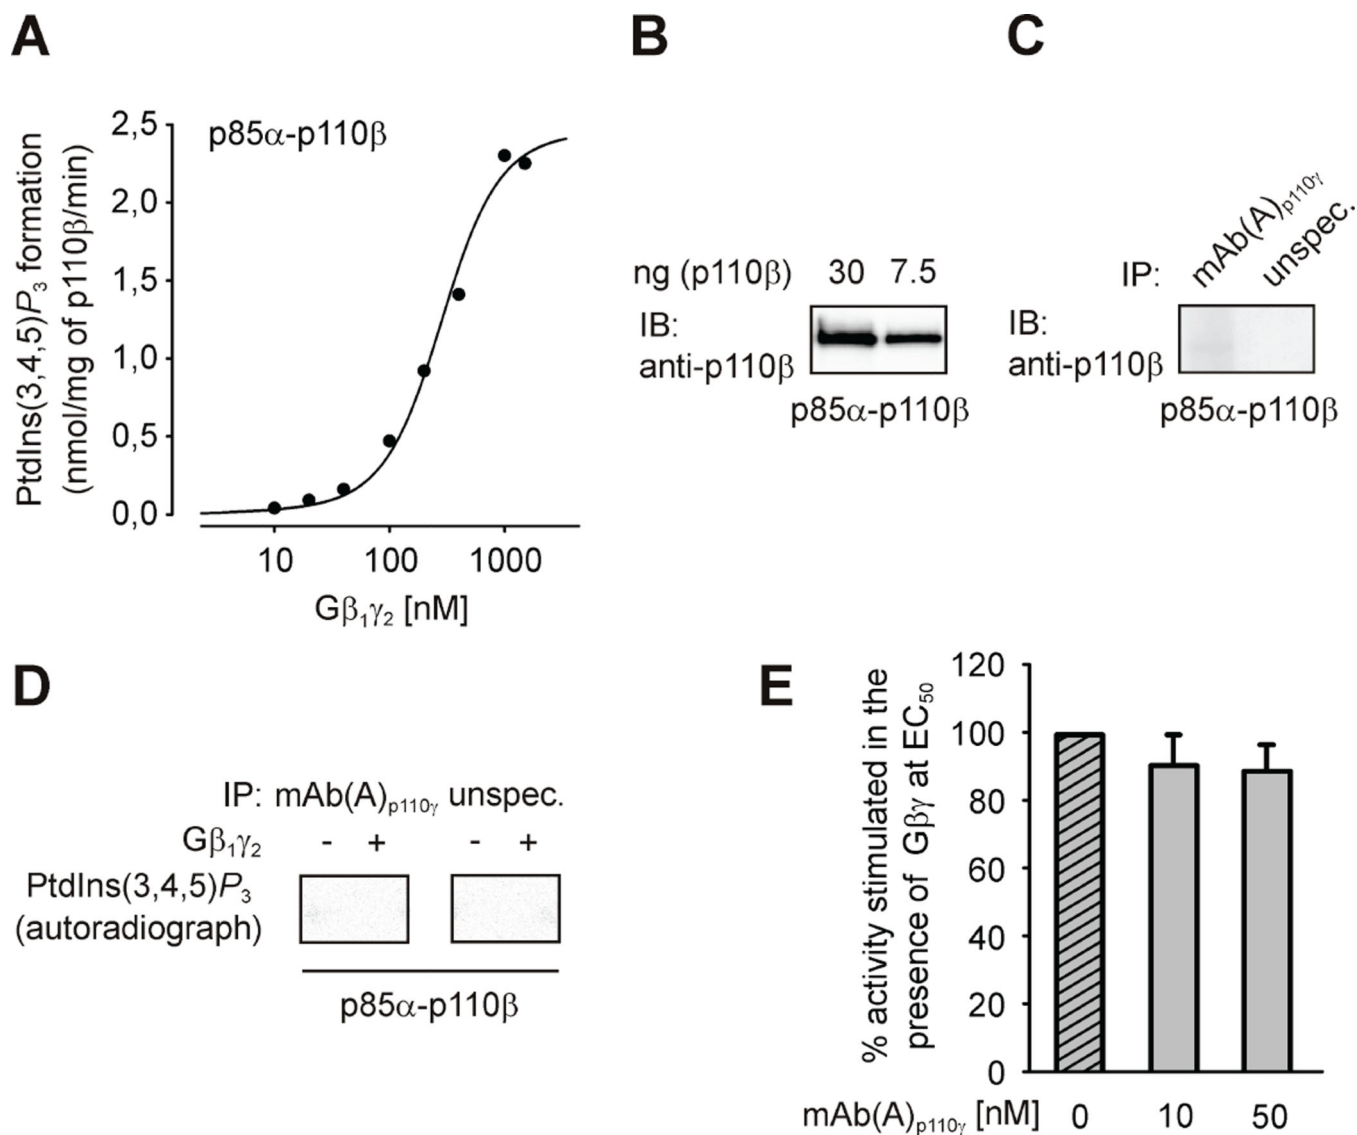 A
PtdIns(3,4,5)P3 formation
(nmol/mg of p110β/min)
p85α-p110β
2,5
2,0
1,5
1,0
0,5
0,0
10 100 1000
Gβ1γ2 [nM]
B
ng (p110β) 30 7.5
IB:
anti-p110β
p85α-p110β
C
IP: mAb(A)p110γ unspec.
IB:
anti-p110β
p85α-p110β
D
IP: mAb(A)p110γ unspec.
Gβ1γ2 - + - +
PtdIns(3,4,5)P3
(autoradiograph)
p85α-p110β
E
% activity stimulated in the
presence of Gβγ at EC50
120
100
80
60
40
20
0
mAb(A)p110γ [nM] 0 10 50